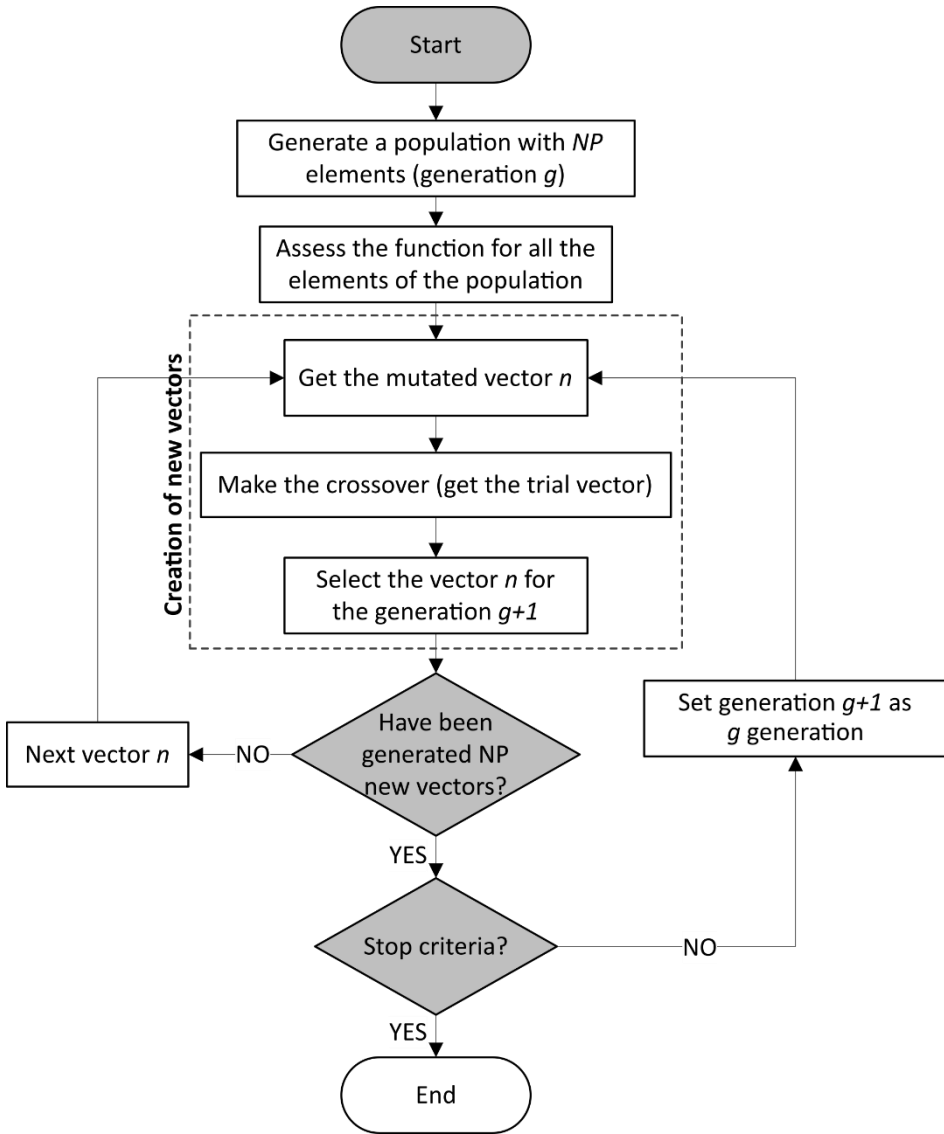 Start
Generate a population with NP
elements (generation g)
Assess the function for all the
elements of the population
Creation of new vectors
Get the mutated vector n
Make the crossover (get the trial vector)
Select the vector n for
the generation g+1
Have been
generated NP
new vectors?
NO
Next vector n
Set generation g+1 as
g generation
YES
Stop criteria?
NO
YES
End